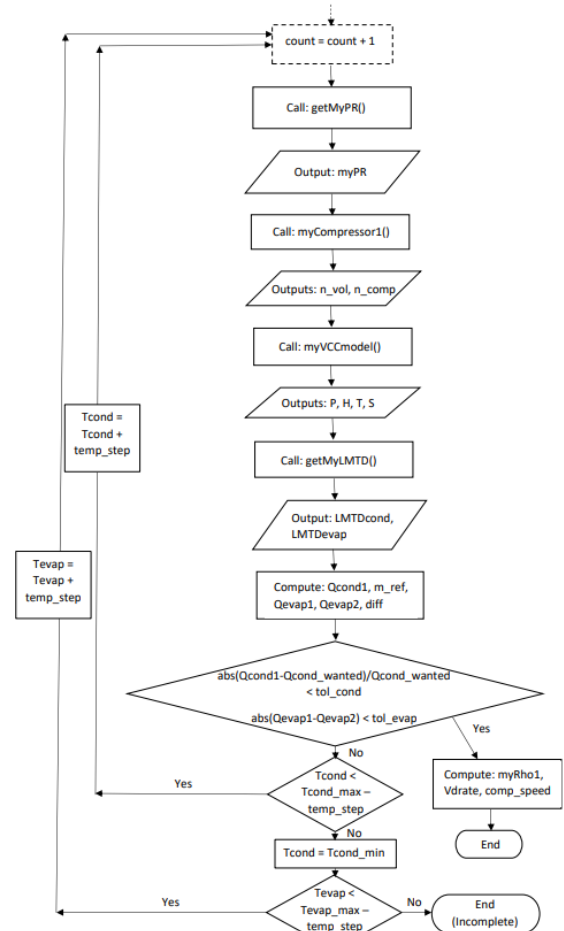 count = count + 1
Call: getMyPR()
Output: myPR
Call: myCompressor1()
Outputs: n_vol, n_comp
Call: myVCCmodel()
Outputs: P, H, T, S
Tcond =
Tcond +
temp_step
Call: getMyLMTD()
Output: LMTDcond,
LMTDevap
Tevap =
Tevap +
temp_step
Compute: Qcond1, m_ref,
Qevap1, Qevap2, diff
abs(Qcond1-Qcond_wanted)/Qcond_wanted
< tol_cond
abs(Qevap1-Qevap2) < tol_evap
Yes
No
Yes
Tcond <
Tcond_max –
temp_step
Compute: myRho1,
Vdrate, comp_speed
No
End
Tcond = Tcond_min
Yes
Tevap <
Tevap_max –
temp_step
No
End
(Incomplete)